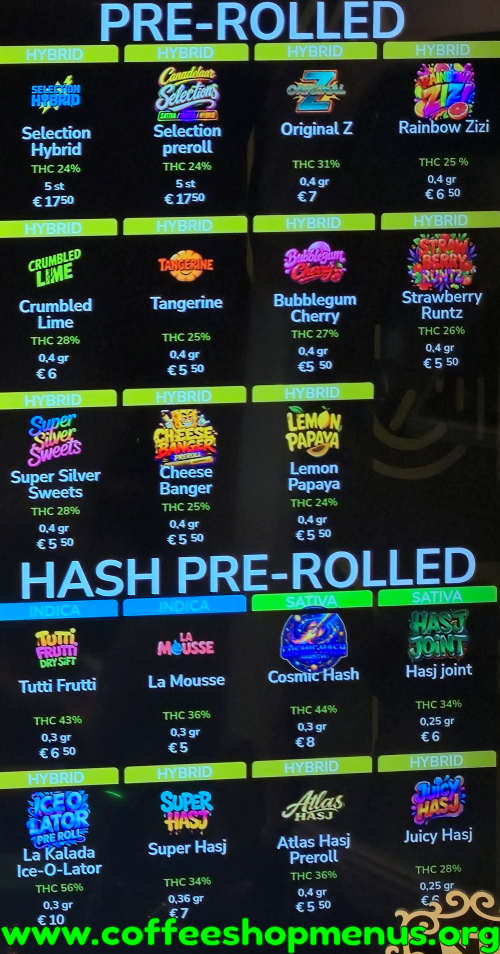 PRE-ROLLED
HYBRID HYBRID HYBRID HYBRID
SELECTION HYBRID
Selection Hybrid
THC 24%
5 st
€ 17⁵⁰
Canadelaar Selections
SATIVA / INDICA / HYBRID
Selection preroll
THC 24%
5 st
€ 17⁵⁰
ORIGINAL Z
Original Z
THC 31%
0,4 gr
€ 7
RAINBOW ZIZI
Rainbow Zizi
THC 25 %
0,4 gr
€ 6 ⁵⁰
HYBRID HYBRID HYBRID HYBRID
CRUMBLED LIME
Crumbled Lime
THC 28%
0,4 gr
€ 6
TANGERINE
Tangerine
THC 25%
0,4 gr
€ 5 ⁵⁰
Bubblegum Cherry
Bubblegum Cherry
THC 27%
0,4 gr
€5 ⁵⁰
STRAWBERRY RUNTZ
Strawberry Runtz
THC 26%
0,4 gr
€ 5 ⁵⁰
HYBRID HYBRID HYBRID
Super Silver Sweets
Super Silver Sweets
THC 28%
0,4 gr
€ 5 ⁵⁰
CHEESE BANGER
PREROLL
Cheese Banger
THC 25%
0,4 gr
€ 5 ⁵⁰
LEMON PAPAYA
Lemon Papaya
THC 24%
0,4 gr
€ 5 ⁵⁰
HASH PRE-ROLLED
INDICA INDICA SATIVA SATIVA
TUTTI FRUTTI
DRY SIFT
Tutti Frutti
THC 43%
0,3 gr
€ 6 ⁵⁰
LA MOUSSE
La Mousse
THC 36%
0,3 gr
€ 5
COSMIC HASH
Cosmic Hash
THC 44%
0,3 gr
€ 8
HASJ JOINT
Hasj joint
THC 34%
0,25 gr
€ 6
HYBRID HYBRID HYBRID HYBRID
ICE O LATOR
PRE ROLL
La Kalada Ice-O-Lator
THC 56%
0,3 gr
€ 10
SUPER HASJ
Super Hasj
THC 34%
0,36 gr
€ 7
Atlas HASJ
Atlas Hasj Preroll
THC 36%
0,4 gr
€ 5 ⁵⁰
JUICY HASJ
Juicy Hasj
THC 28%
0,25 gr
€ 6
www.coffeeshopmenus.org